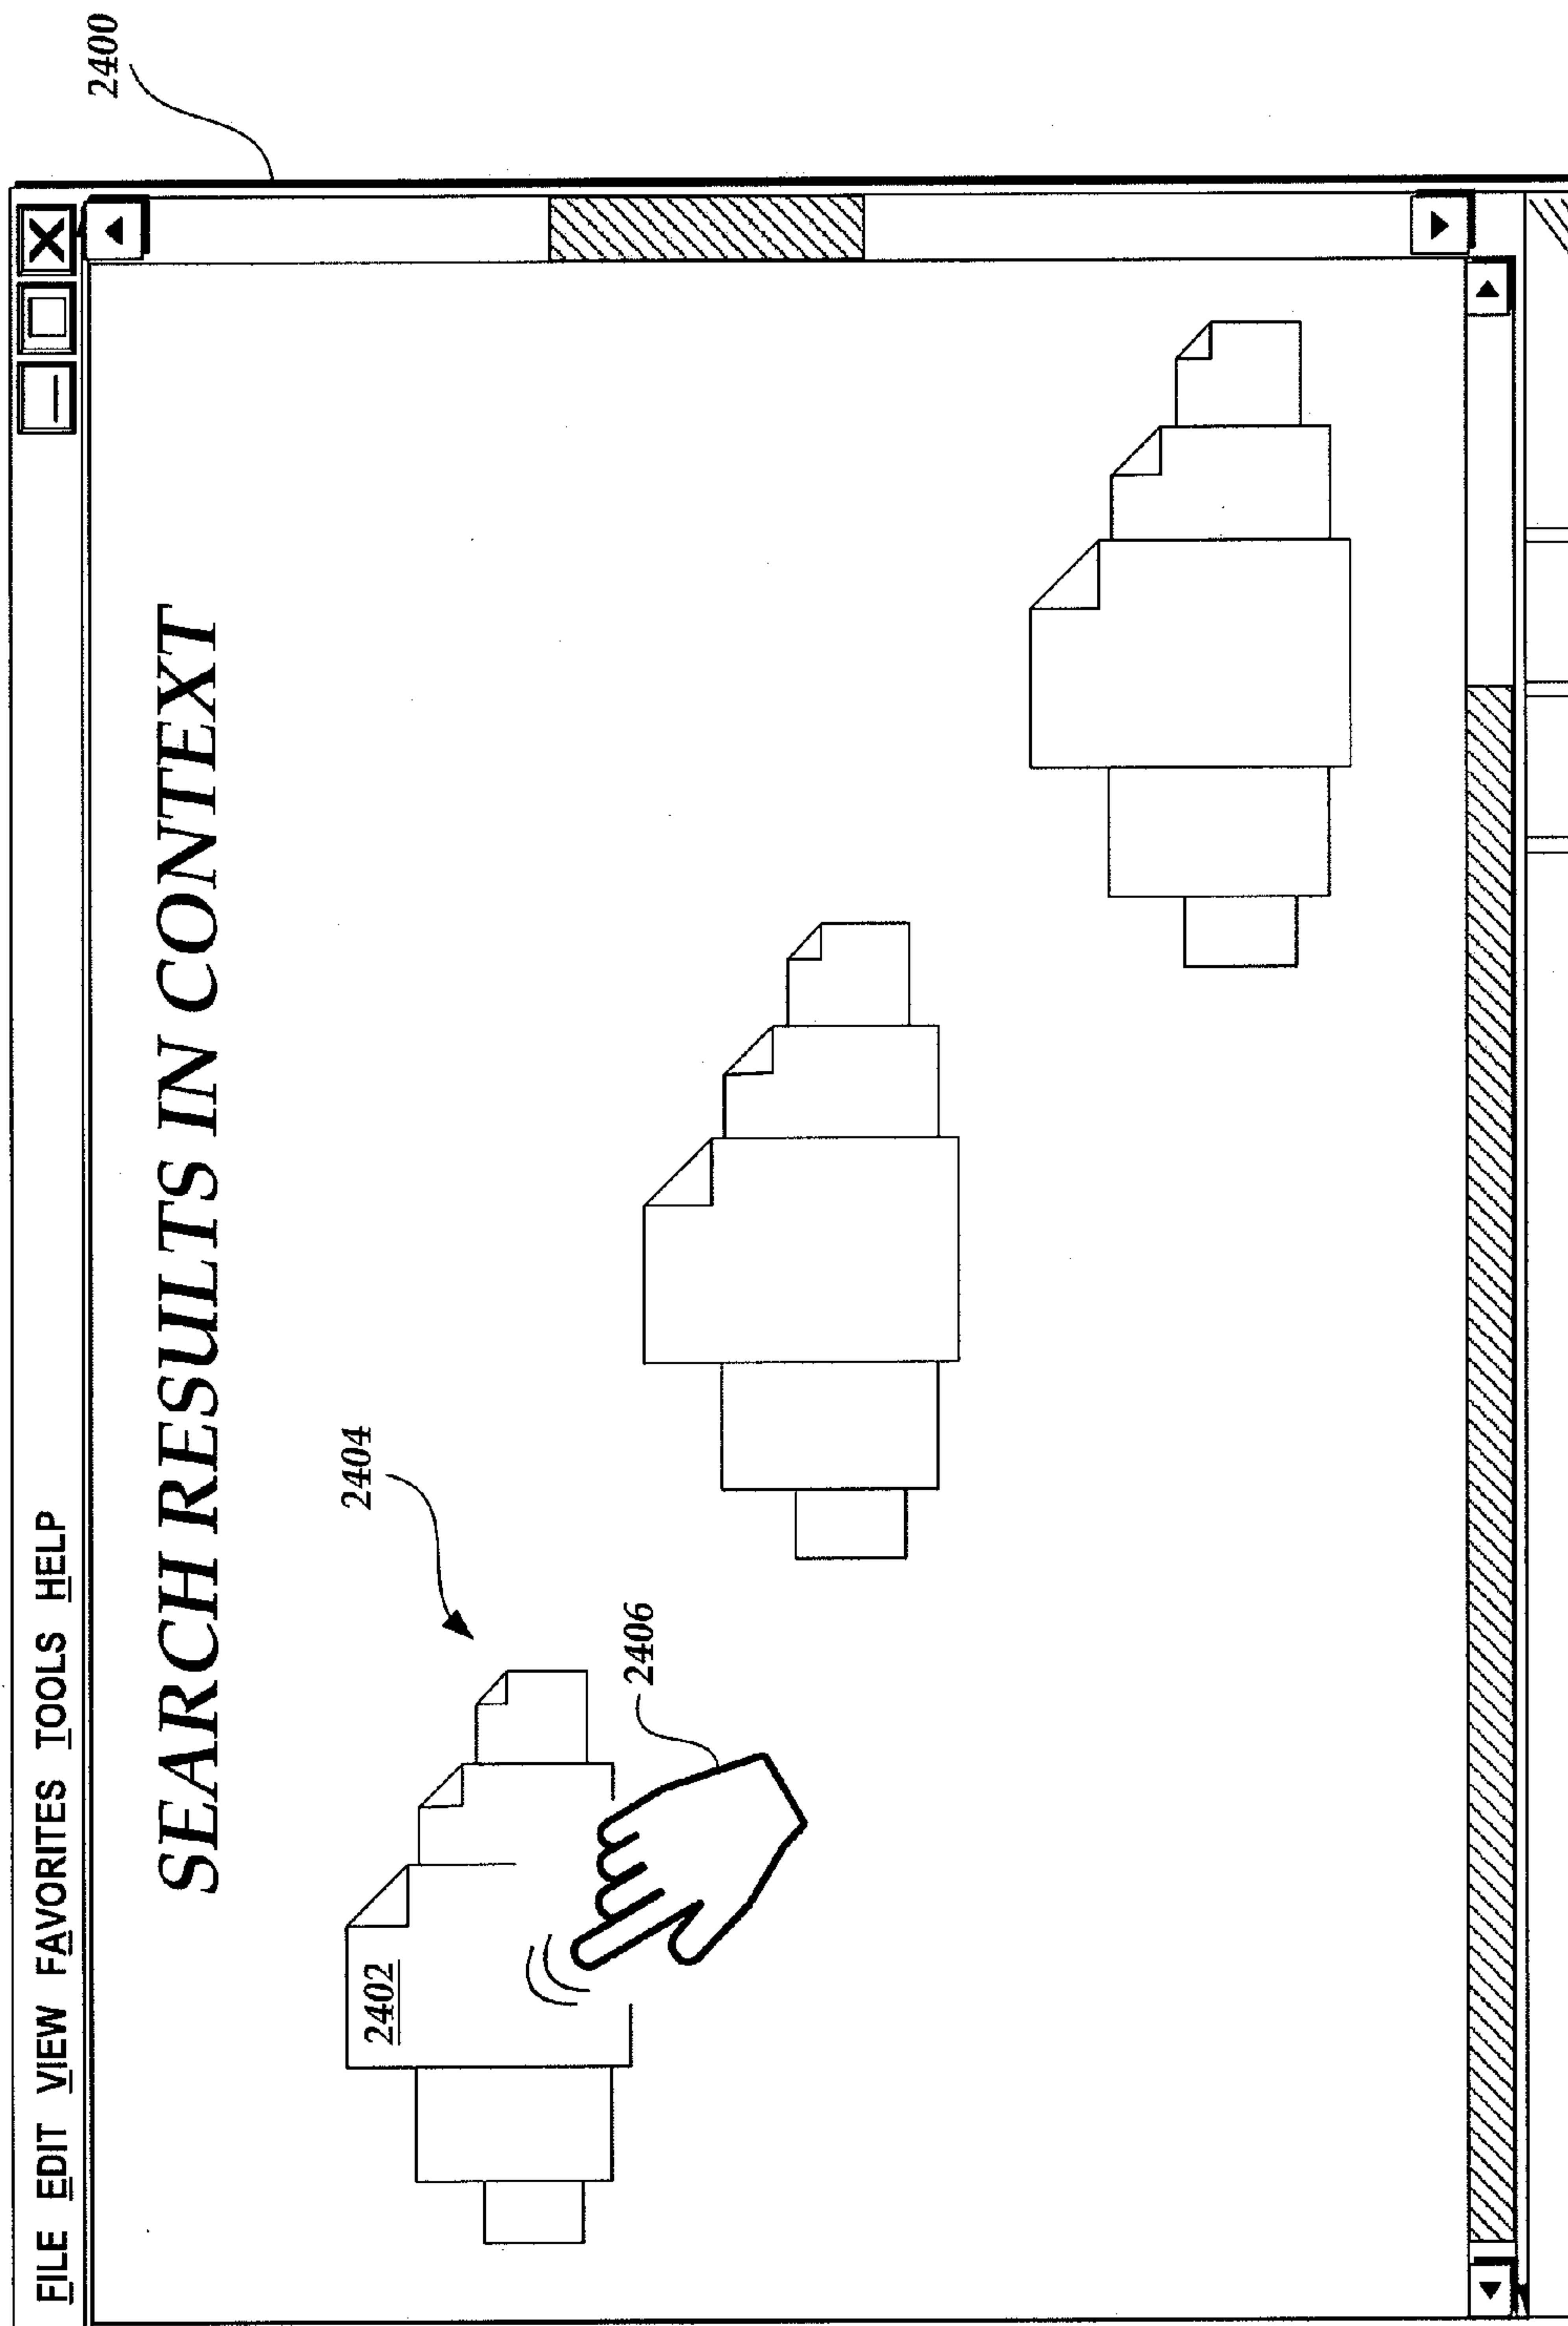 2400
FILE EDIT VIEW FAVORITES TOOLS HELP
SEARCH RESULTS IN CONTEXT
2404
2402
2406